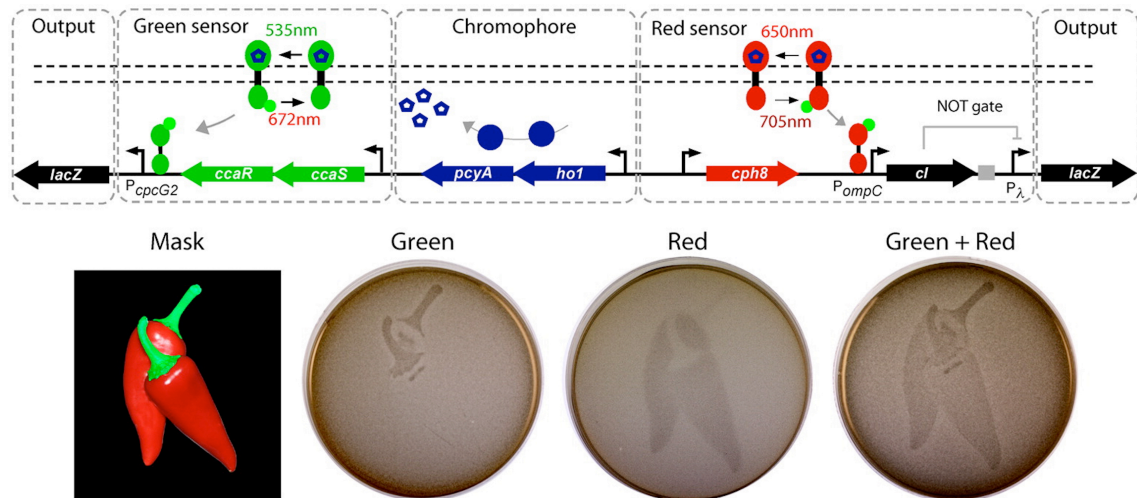 Output
Green sensor
Chromophore
Red sensor
Output
535nm
650nm
672nm
705nm
NOT gate
lacZ
PcpcG2
ccaR
ccaS
pcyA
ho1
cph8
PompC
cI
Pλ
lacZ
Mask
Green
Red
Green + Red